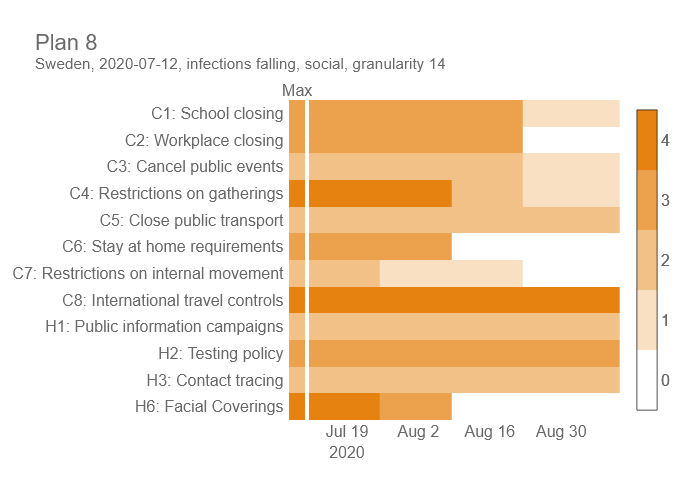 Plan 8
Sweden, 2020-07-12, infections falling, social, granularity 14
Max
C1: School closing
C2: Workplace closing
C3: Cancel public events
C4: Restrictions on gatherings
C5: Close public transport
C6: Stay at home requirements
C7: Restrictions on internal movement
C8: International travel controls
H1: Public information campaigns
H2: Testing policy
H3: Contact tracing
H6: Facial Coverings
Jul 19 Aug 2 Aug 16 Aug 30
2020
4
3
2
1
0